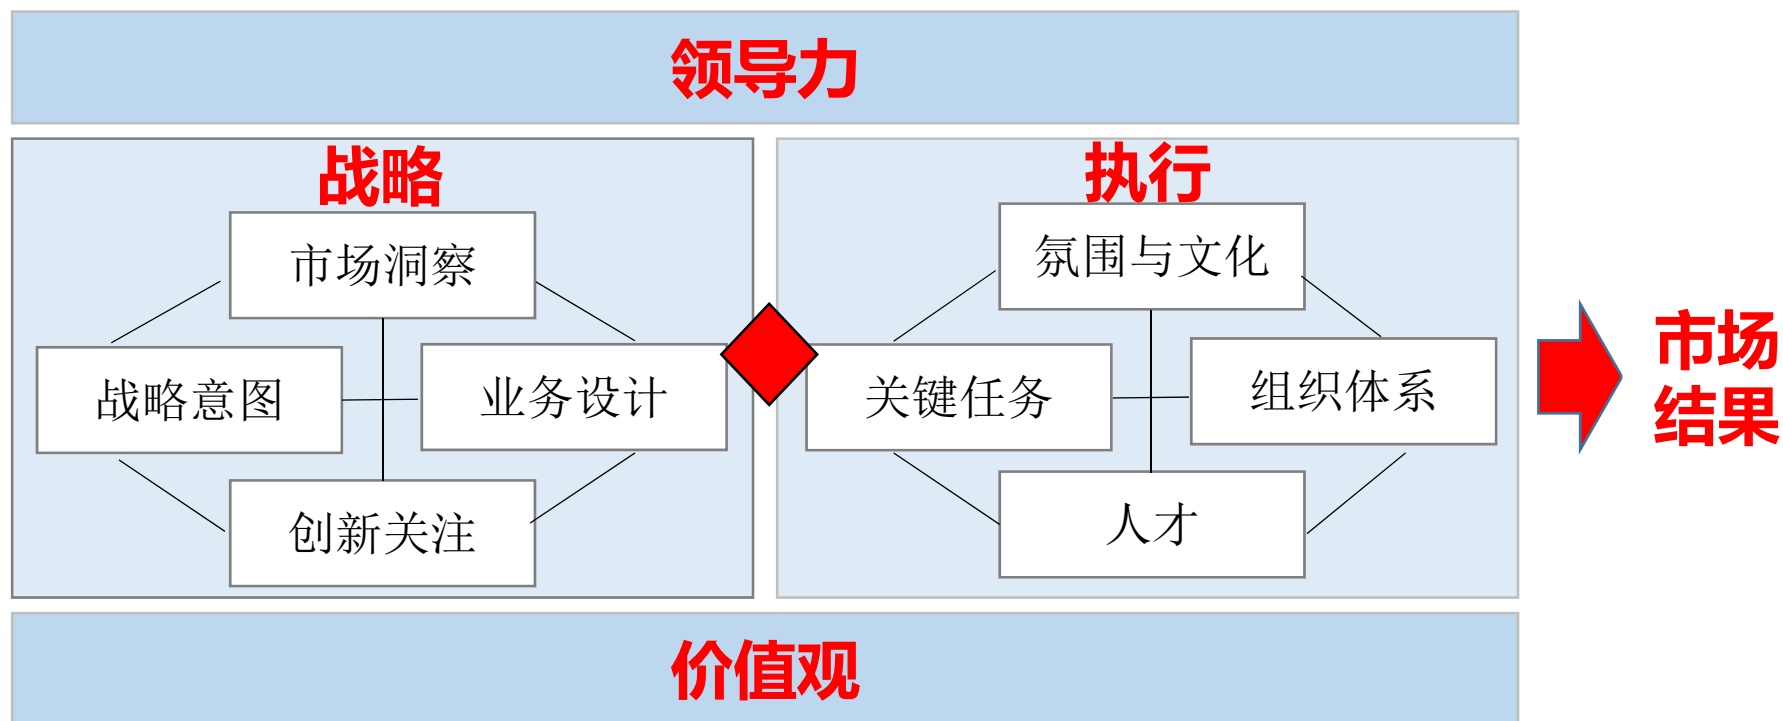 领导力
战略
市场洞察
战略意图
业务设计
创新关注
执行
氛围与文化
关键任务
组织体系
人才
市场
结果
价值观